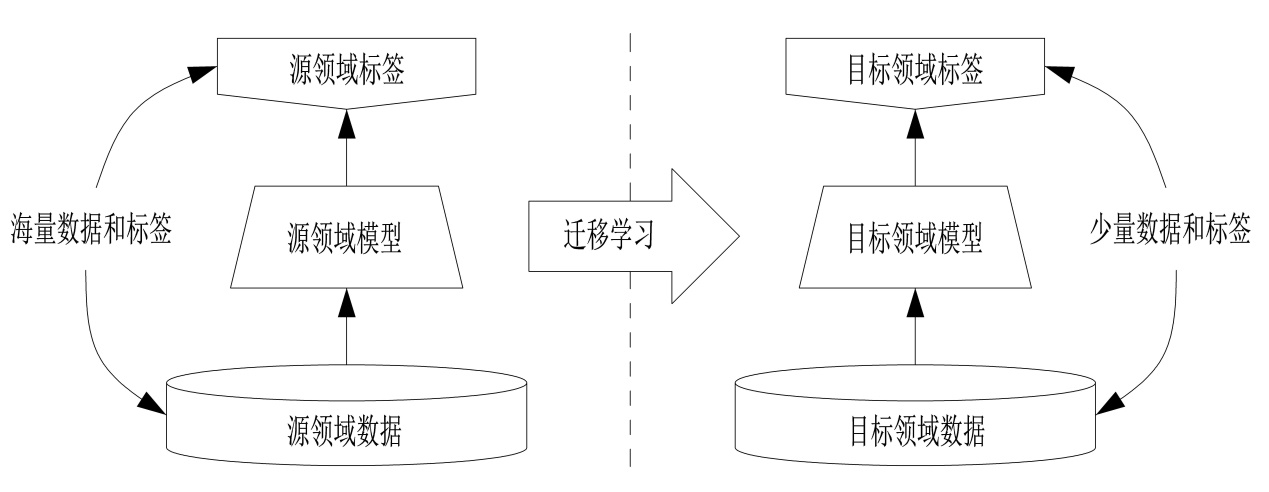 源领域标签
目标领域标签
海量数据和标签
源领域模型
迁移学习
目标领域模型
少量数据和标签
源领域数据
目标领域数据